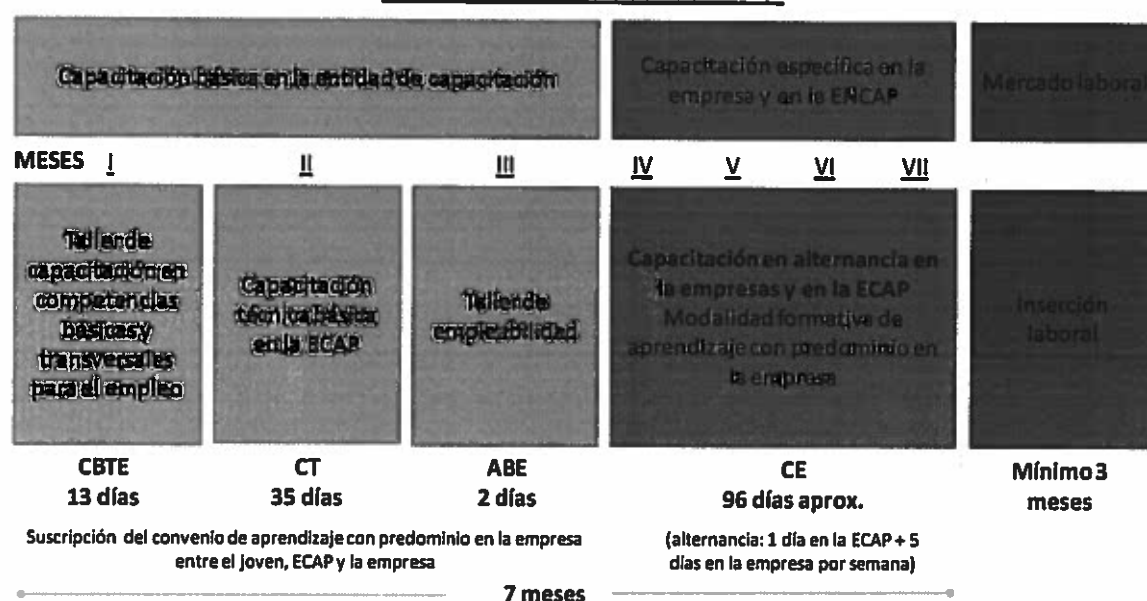 Capacitación básica en la entidad de capacitación
Capacitación específica en la
empresa y en la ENCAP
Mercado laboral
MESES I II III IV V VI VII
Taller de
capacitación en
competencias
básicas y
transversales
para el empleo
Capacitación
técnica básica
en la ECAP
Taller de
empleabilidad
Capacitación en alternancia en
la empresas y en la ECAP
Modalidad formativa de
aprendizaje con predominio en
la empresa
Inserción
laboral
CBTE
13 días
CT
35 días
ABE
2 días
CE
96 días aprox.
Mínimo 3
meses
Suscripción del convenio de aprendizaje con predominio en la empresa
entre el joven, ECAP y la empresa
(alternancia: 1 día en la ECAP + 5
días en la empresa por semana)
7 meses